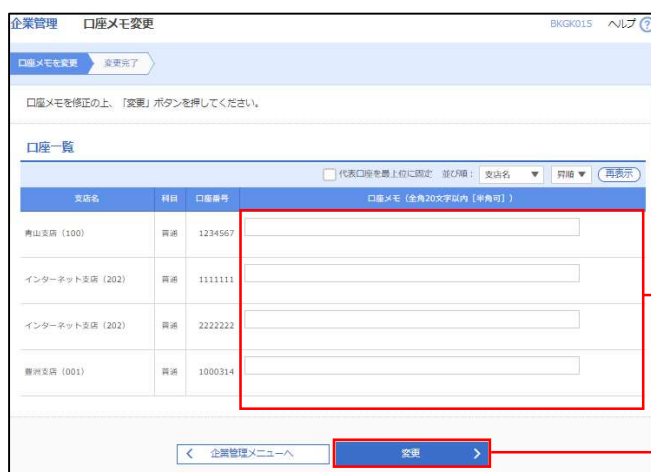 企業管理 口座メモ変更 BKGK015 ヘルプ ?
口座メモを変更 変更完了
口座メモを修正の上、「変更」ボタンを押してください。
口座一覧
代表口座を最上位に固定 並び順： 支店名 ▼ 昇順 ▼ 再表示
支店名 科目 口座番号 口座メモ（全角20文字以内［半角可］）
青山支店（100） 普通 1234567
インターネット支店（202） 普通 1111111
インターネット支店（202） 普通 2222222
豊洲支店（001） 普通 1000314
企業管理メニューへ 変更